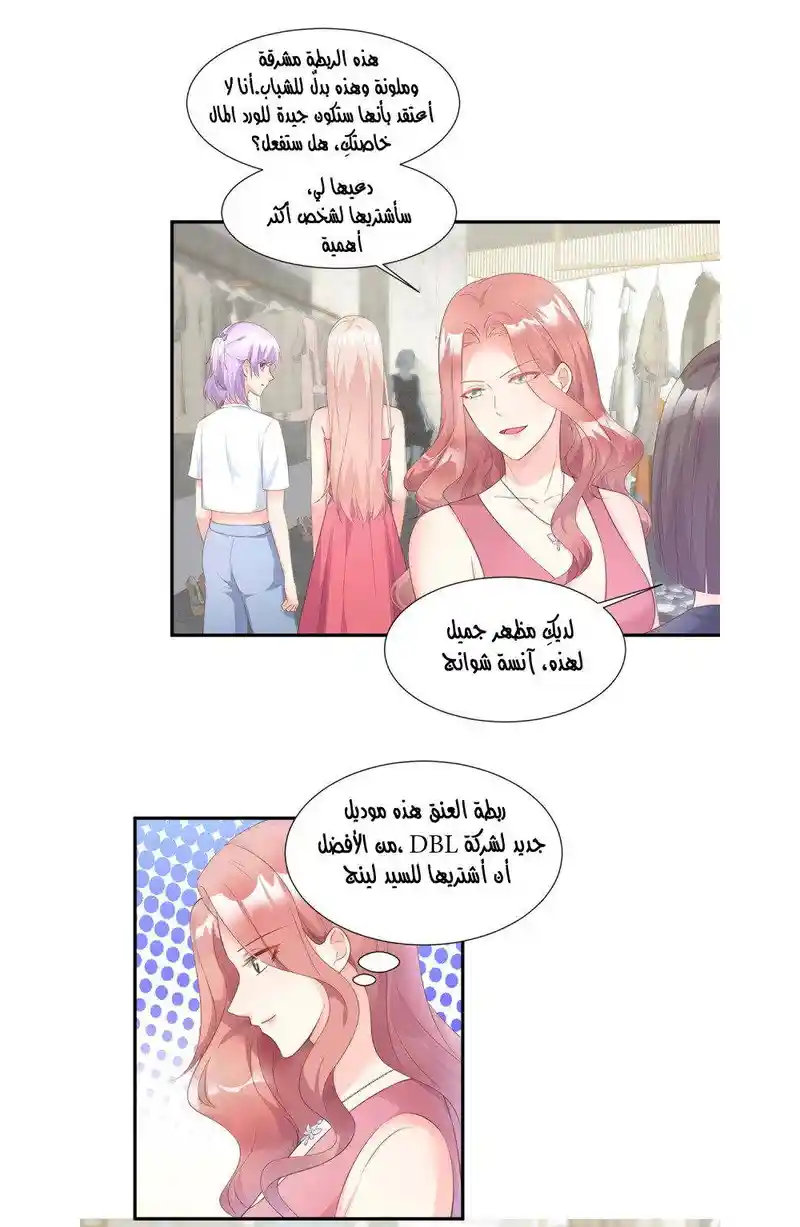 هذه الربطة مشرقة
وملونة وهذه بدلٌ للشباب.أنا لا
أعتقد بأنها ستكون جيدة للورد المال
خاصتكِ، هل ستفعل؟
دعيها لي،
سأشتريها لشخص أكثر
أهمية
لديكِ مظهر جميل
لهذه، آنسة شوانج
ربطة العنق هذه موديل
جديد لشركة DBL ،من الأفضل
أن أشتريها للسيد لينج